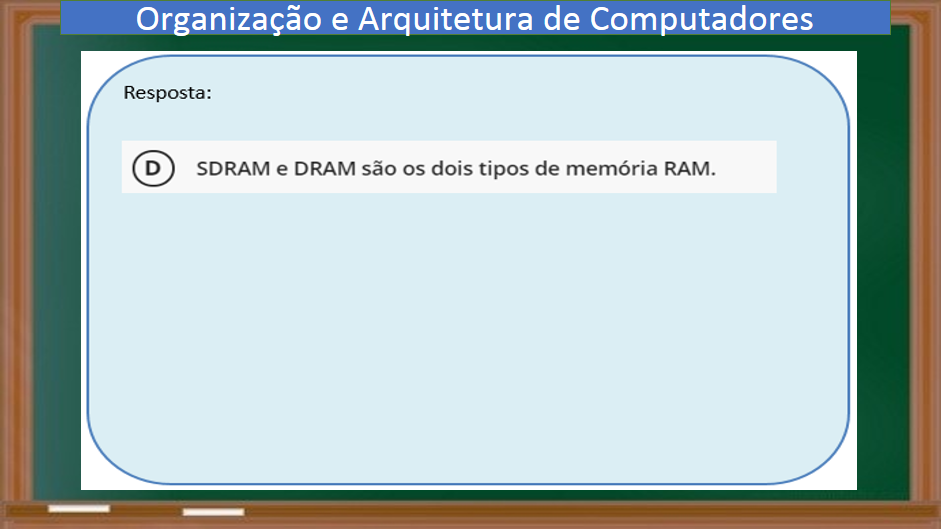 Organização e Arquitetura de Computadores
Resposta:
D SDRAM e DRAM são os dois tipos de memória RAM.